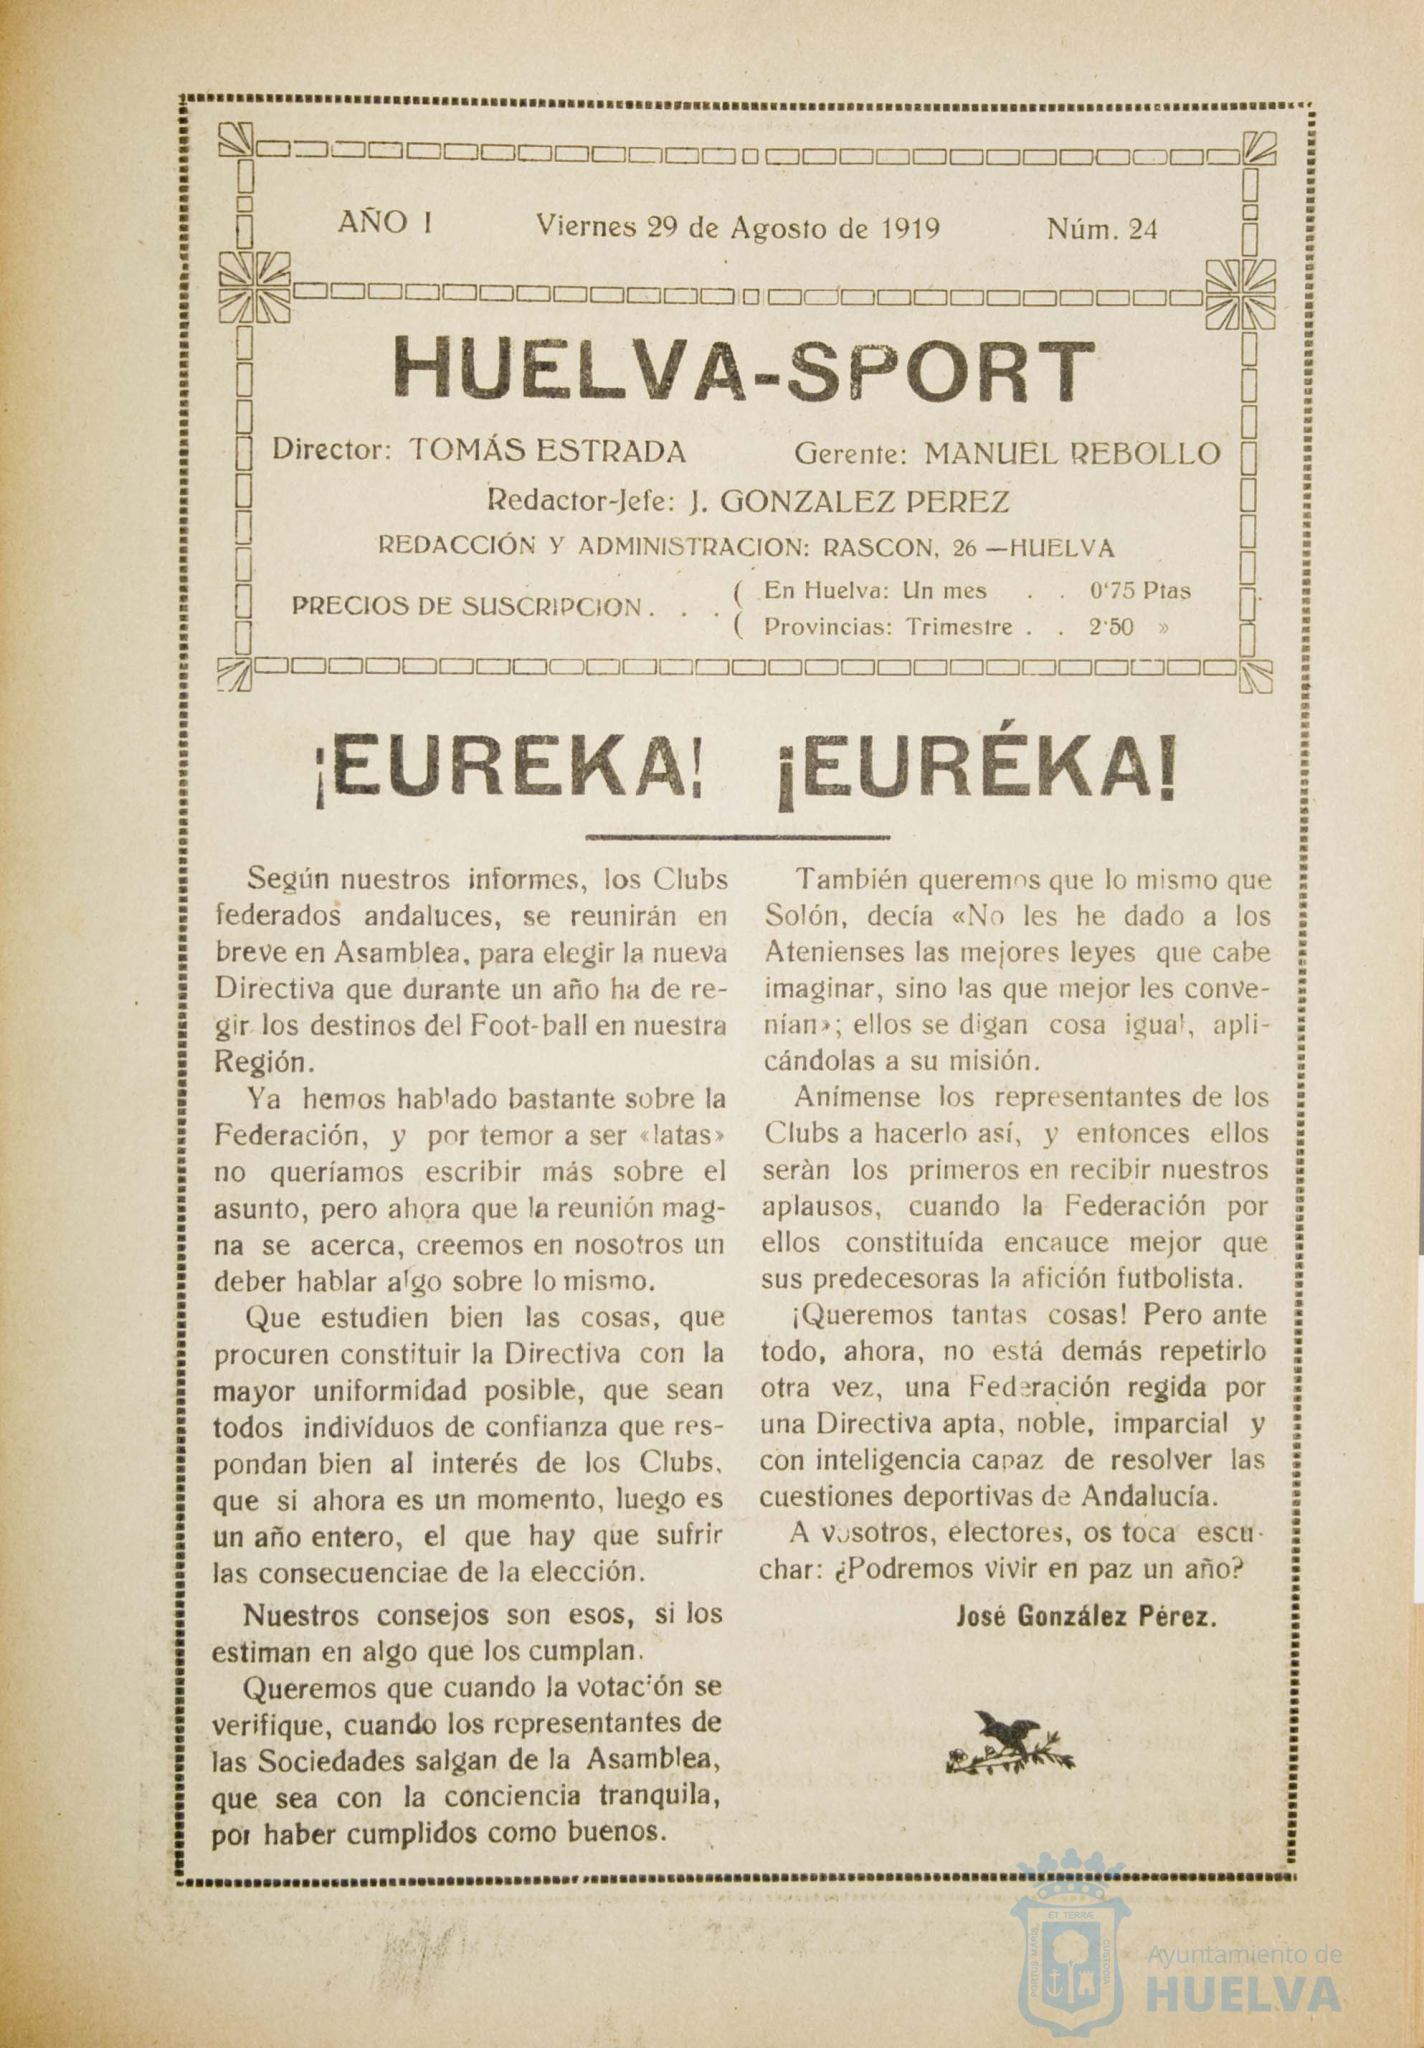 AÑO I Viernes 29 de Agosto de 1919 Núm. 24
HUELVA-SPORT
Director: TOMÁS ESTRADA Gerente: MANUEL REBOLLO
Redactor-Jefe: J. GONZALEZ PEREZ
REDACCIÓN Y ADMINISTRACION: RASCON, 26 —HUELVA
PRECIOS DE SUSCRIPCION. . . ( En Huelva: Un mes . . 0'75 Ptas
( Provincias: Trimestre . . 2'50 »
¡EUREKA! ¡EURÉKA!
Según nuestros informes, los Clubs
federados andaluces, se reunirán en
breve en Asamblea, para elegir la nueva
Directiva que durante un año ha de re-
gir los destinos del Foot-ball en nuestra
Región.
Ya hemos hablado bastante sobre la
Federación, y por temor a ser «latas»
no queríamos escribir más sobre el
asunto, pero ahora que la reunión mag-
na se acerca, creemos en nosotros un
deber hablar algo sobre lo mismo.
Que estudien bien las cosas, que
procuren constituir la Directiva con la
mayor uniformidad posible, que sean
todos indivíduos de confianza que res-
pondan bien al interés de los Clubs,
que si ahora es un momento, luego es
un año entero, el que hay que sufrir
las consecuenciae de la elección.
Nuestros consejos son esos, si los
estiman en algo que los cumplan.
Queremos que cuando la votación se
verifique, cuando los representantes de
las Sociedades salgan de la Asamblea,
que sea con la conciencia tranquila,
por haber cumplidos como buenos.
También queremos que lo mismo que
Solón, decía «No les he dado a los
Atenienses las mejores leyes que cabe
imaginar, sino las que mejor les conve-
nían»; ellos se digan cosa igual, apli-
cándolas a su misión.
Anímense los representantes de los
Clubs a hacerlo así, y entonces ellos
seràn los primeros en recibir nuestros
aplausos, cuando la Federación por
ellos constituída encauce mejor que
sus predecesoras la afición futbolista.
¡Queremos tantas cosas! Pero ante
todo, ahora, no está demás repetirlo
otra vez, una Federación regida por
una Directiva apta, noble, imparcial y
con inteligencia capaz de resolver las
cuestiones deportivas de Andalucía.
A vosotros, electores, os toca escu-
char: ¿Podremos vivir en paz un año?
José González Pérez.
PORTUS MARIS
ET TERRÆ
CUSTODIA
Ayuntamiento de
HUELVA